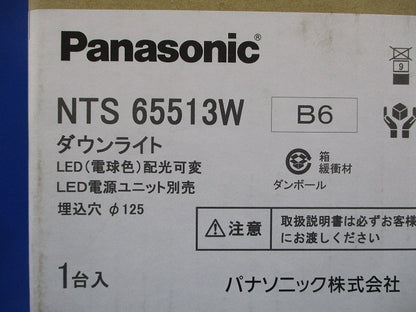 Panasonic®
NTS 65513W B6
ダウンライト
LED（電球色）配光可変
LED電源ユニット別売
埋込穴 φ125
箱
緩衝材
ダンボール
9
注意
取扱説明書は必ずお客様
にお渡しください
1台入
パナソニック株式会社